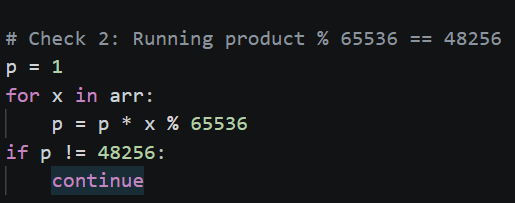 # Check 2: Running product % 65536 == 48256
p = 1
for x in arr:
    p = p * x % 65536
if p != 48256:
    continue